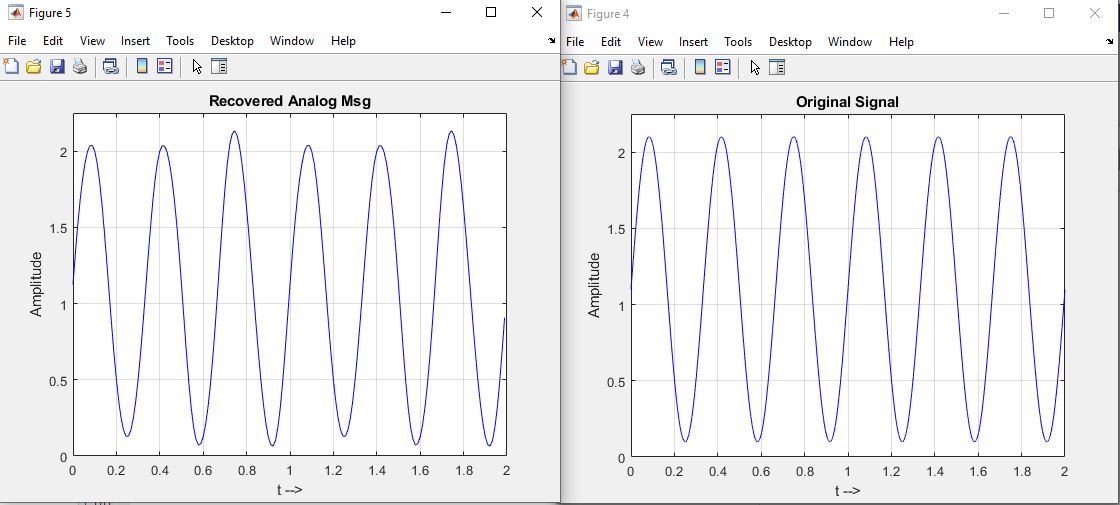 Figure 5
File Edit View Insert Tools Desktop Window Help
Recovered Analog Msg
Amplitude
2
1.5
1
0.5
0
0 0.2 0.4 0.6 0.8 1 1.2 1.4 1.6 1.8 2
t -->
Figure 4
File Edit View Insert Tools Desktop Window Help
Original Signal
Amplitude
2
1.5
1
0.5
0
0 0.2 0.4 0.6 0.8 1 1.2 1.4 1.6 1.8 2
t -->